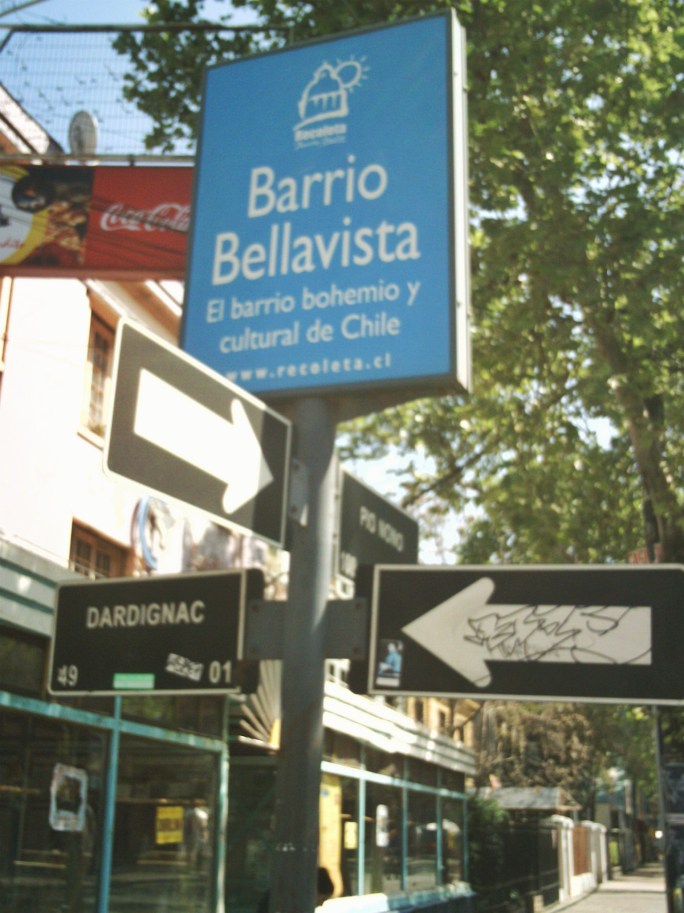 Recoleta
Barrio
Bellavista
El barrio bohemio y
cultural de Chile
www.recoleta.cl
Coca-Cola
PIO NONO
DARDIGNAC
49 01